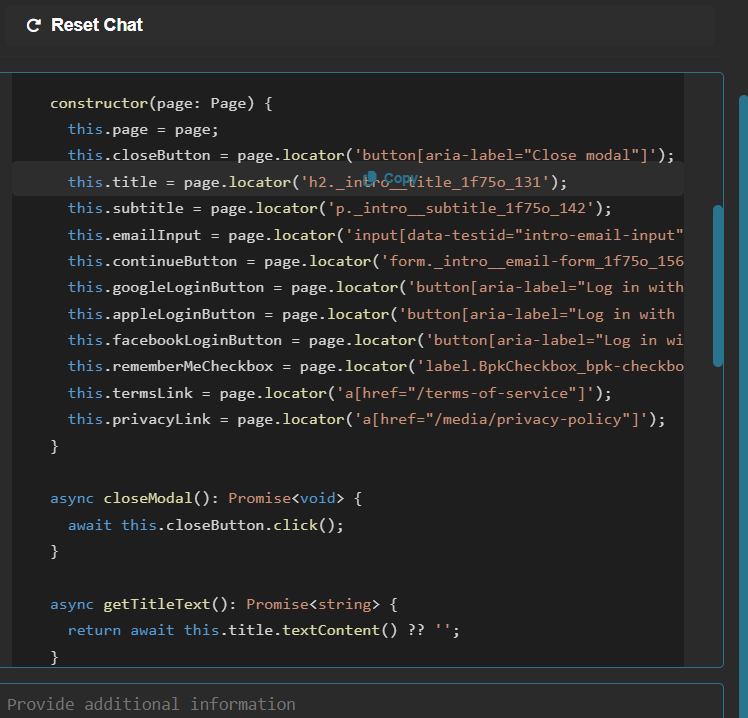 Reset Chat
constructor(page: Page) {
this.page = page;
this.closeButton = page.locator('button[aria-label="Close modal"]');
Copy
this.title = page.locator('h2._intro__title_1f75o_131');
this.subtitle = page.locator('p._intro__subtitle_1f75o_142');
this.emailInput = page.locator('input[data-testid="intro-email-input"
this.continueButton = page.locator('form._intro__email-form_1f75o_156
this.googleLoginButton = page.locator('button[aria-label="Log in with
this.appleLoginButton = page.locator('button[aria-label="Log in with
this.facebookLoginButton = page.locator('button[aria-label="Log in wi
this.rememberMeCheckbox = page.locator('label.BpkCheckbox_bpk-checkbo
this.termsLink = page.locator('a[href="/terms-of-service"]');
this.privacyLink = page.locator('a[href="/media/privacy-policy"]');
}
async closeModal(): Promise<void> {
await this.closeButton.click();
}
async getTitleText(): Promise<string> {
return await this.title.textContent() ?? '';
}
Provide additional information